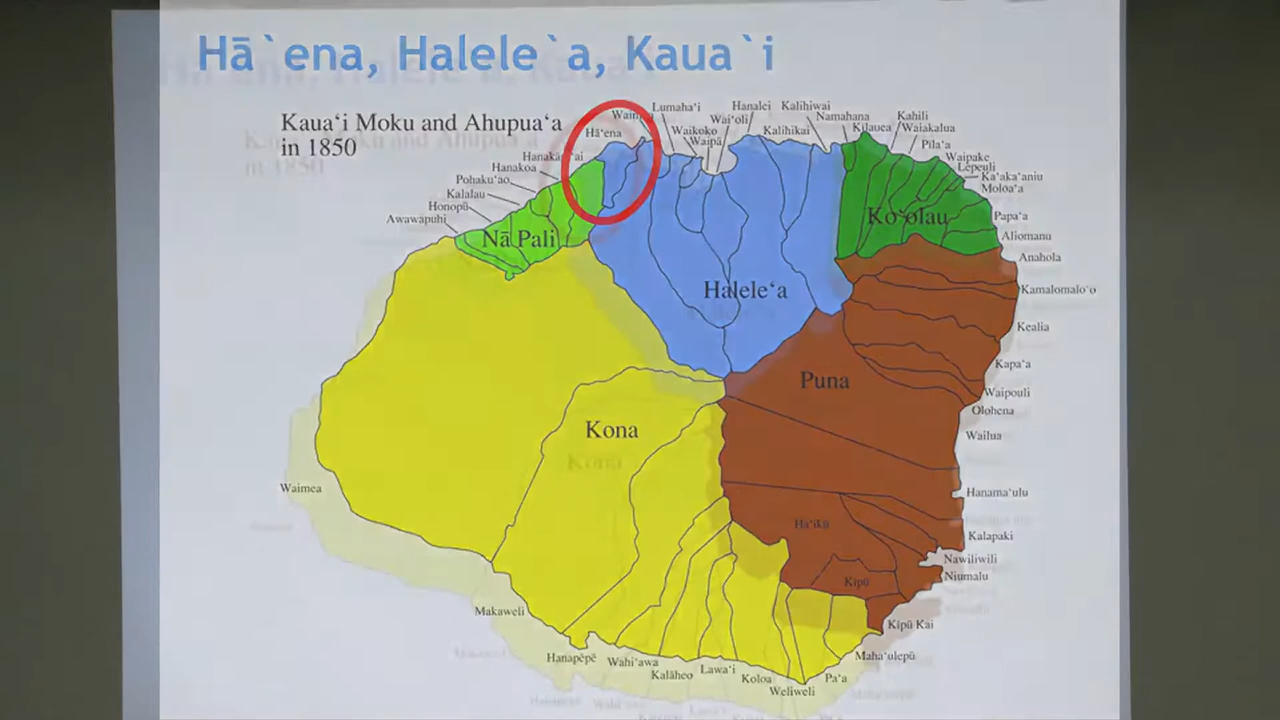 Hā`ena, Halele`a, Kaua`i
Kaua‘i Moku and Ahupua‘a
in 1850
Lumaha‘i
Hanalei
Kalihiwai
Wai‘oli
Namahana
Kahili
Hā‘ena
Waikoko
Kalihikai
Kilauea
Waiakalua
Waipā
Pila‘a
Waipake
Lepeuli
Ka‘aka‘aniu
Moloa‘a
Hanakoa
Pohaku‘ao
Kalalau
Honopū
Awawapuhi
Nā Pali
Halele‘a
Ko‘olau
Papa‘a
Aliomanu
Anahola
Kamalomalo‘o
Kealia
Kapa‘a
Puna
Waipouli
Olohena
Kona
Wailua
Waimea
Hanama‘ulu
Ha‘ikū
Kalapaki
Nawiliwili
Niumalu
Kīpū
Makaweli
Kīpū Kai
Hanapēpē
Wahi‘awa
Kalāheo
Lawa‘i
Koloa
Weliweli
Pa‘a
Maha‘ulepū